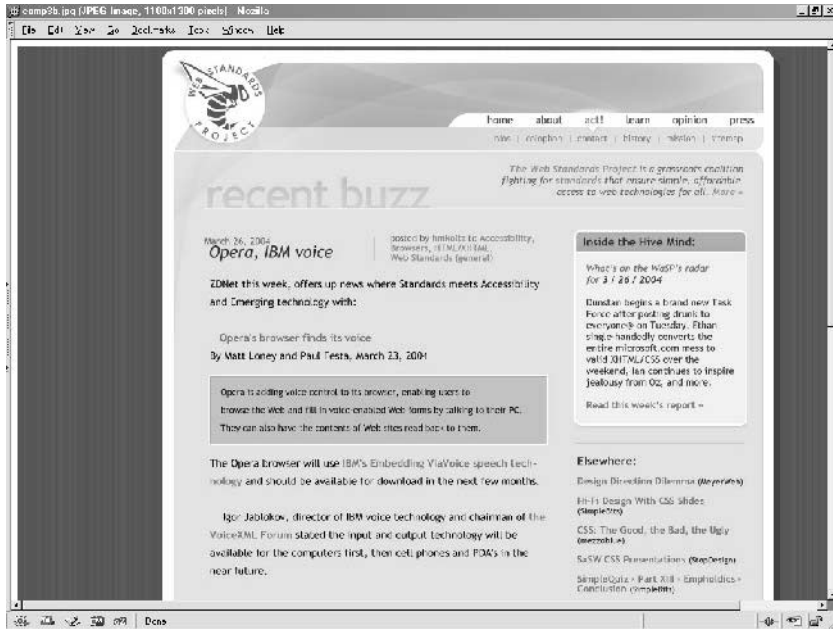 comp3b.jpg (JPEG Image, 1100x1300 pixels) - Mozilla
File Edit View Go Bookmarks Tools Window Help
WEB STANDARDS PROJECT
home about act! learn opinion press
colophon | contact | history | mission | sitemap
The Web Standards Project is a grassroots coalition
fighting for standards that ensure simple, affordable
access to web technologies for all. More »
recent buzz
March 26, 2004
Opera, IBM voice
posted by to Accessibility,
Browsers, HTML/XHTML,
Web Standards (general)
ZDNet this week, offers up news where Standards meets Accessibility
and Emerging technology with:
Opera's browser finds its voice
By Matt Loney and Paul Festa, March 23, 2004
Opera is adding voice control to its browser, enabling users to
browse the Web and fill in voice enabled Web forms by talking to their PC.
They can also have the contents of Web sites read back to them.
The Opera browser will use IBM's Embedding ViaVoice speech tech-
nology and should be available for download in the next few months.
Igor Jablokov, director of IBM voice technology and chairman of the
VoiceXML Forum stated the input and output technology will be
available for the computers first, then cell phones and PDA's in the
near future.
Inside the Hive Mind:
What's on the WaSP's radar
for 3 / 26 / 2004
Dunstan begins a brand new Task
Force after posting drunk to
everyone@ on Tuesday, Ethan
single-handedly converts the
entire microsoft.com mess to
valid XHTML/CSS over the
weekend, Ian continues to inspire
jealousy from Oz, and more.
Read this week's report »
Elsewhere:
Design Direction Dilemma (MeyerWeb)
Hi-Fi Design With CSS Slides
(SimpleBits)
CSS: The Good, the Bad, the Ugly
(mezzoblue)
SxSW CSS Presentations (StopDesign)
SimpleQuiz › Part XIII › Empholdics ›
Conclusion (SimpleBits)
Done